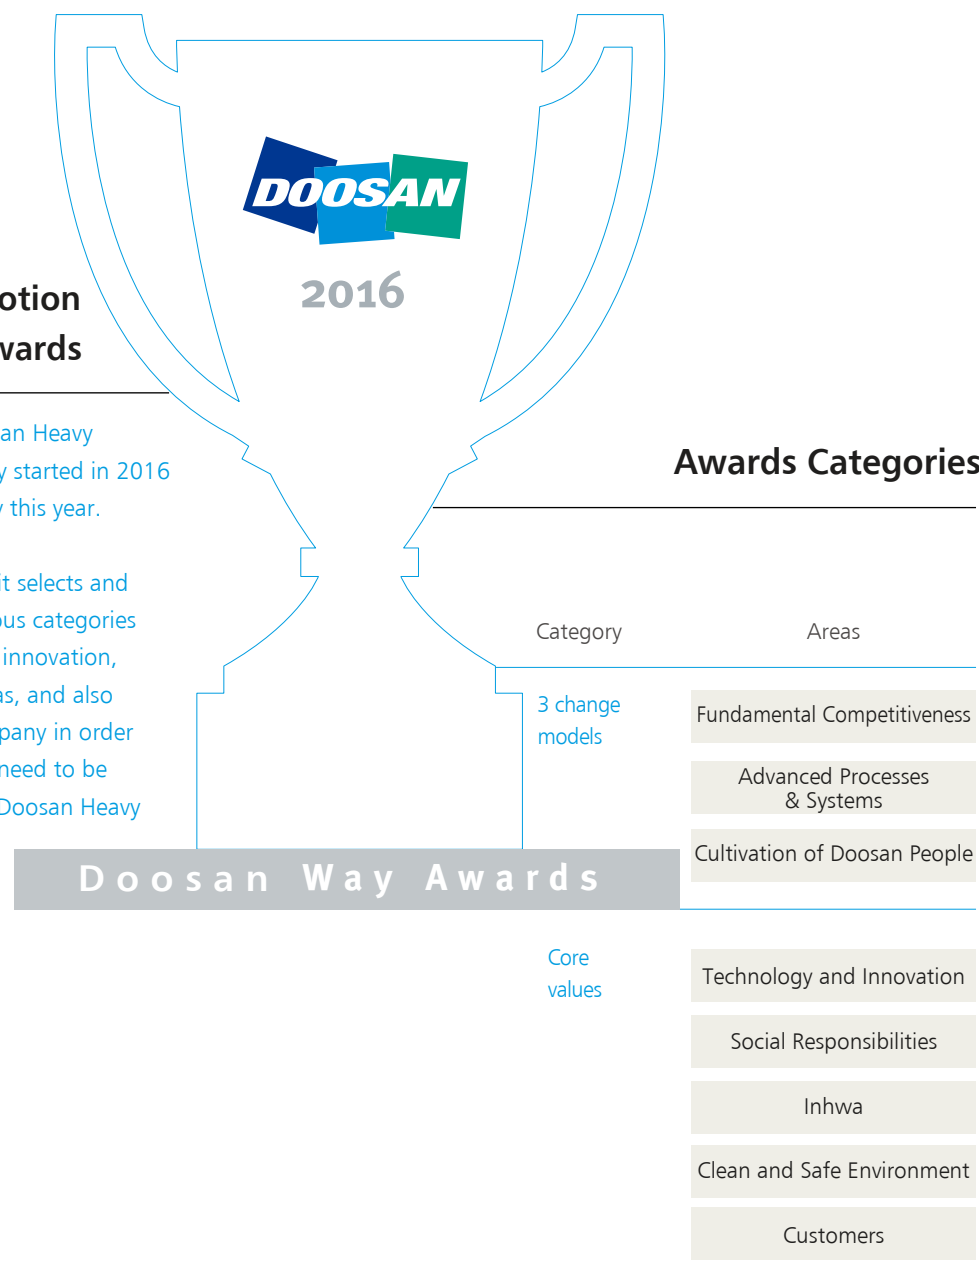 DOOSAN
2016
otion
wards
an Heavy
y started in 2016
y this year.
it selects and
ous categories
innovation,
as, and also
pany in order
need to be
Doosan Heavy
Doosan Way Awards
Awards Categories
Category Areas
3 change
models
Fundamental Competitiveness
Advanced Processes
& Systems
Cultivation of Doosan People
Core
values
Technology and Innovation
Social Responsibilities
Inhwa
Clean and Safe Environment
Customers